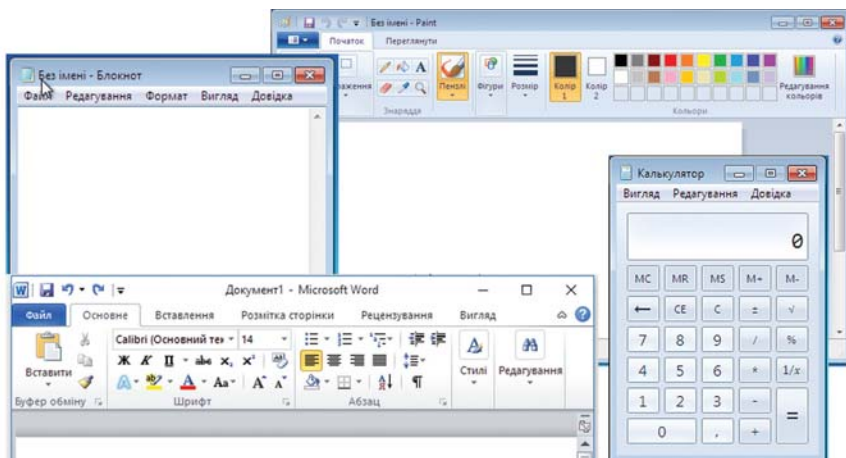 Без імені - Paint
Початок Переглянути
A
Пензлі
Фігури
Розмір
Колір 1
Колір 2
Редагування кольорів
Знаряддя
Кольори
Без імені - Блокнот
Файл Редагування Формат Вигляд Довідка
Калькулятор
Вигляд Редагування Довідка
0
MC MR MS M+ M-
← CE C ± √
7 8 9 / %
4 5 6 * 1/x
1 2 3 - =
0 , +
W
Документ1 - Microsoft Word
Файл Основне Вставлення Розмітка сторінки Рецензування Вигляд
Calibri (Основний тек 14
Ж К П abc x₂ x²
A ab A Aa A A
Вставити
Стилі
Редагування
Буфер обміну Шрифт Абзац